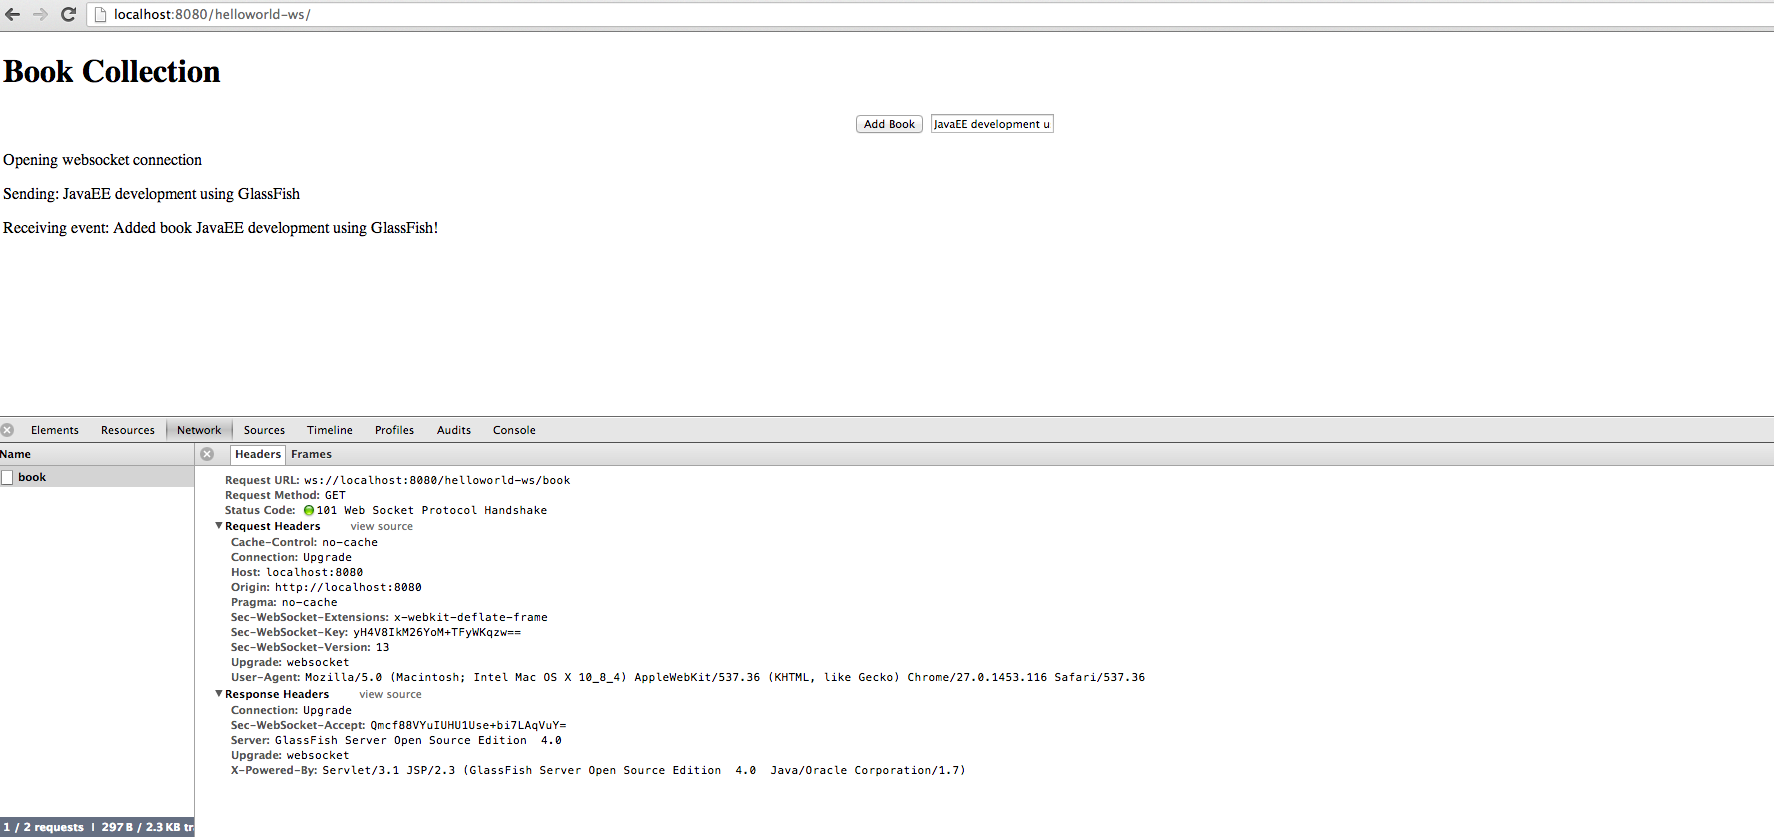 localhost:8080/helloworld-ws/
Book Collection
Add Book JavaEE development u
Opening websocket connection
Sending: JavaEE development using GlassFish
Receiving event: Added book JavaEE development using GlassFish!
Elements Resources Network Sources Timeline Profiles Audits Console
Name Headers Frames
book
Request URL: ws://localhost:8080/helloworld-ws/book
Request Method: GET
Status Code: 101 Web Socket Protocol Handshake
Request Headers view source
Cache-Control: no-cache
Connection: Upgrade
Host: localhost:8080
Origin: http://localhost:8080
Pragma: no-cache
Sec-WebSocket-Extensions: x-webkit-deflate-frame
Sec-WebSocket-Key: yH4V8IkM26YoM+TFyWKqzw==
Sec-WebSocket-Version: 13
Upgrade: websocket
User-Agent: Mozilla/5.0 (Macintosh; Intel Mac OS X 10_8_4) AppleWebKit/537.36 (KHTML, like Gecko) Chrome/27.0.1453.116 Safari/537.36
Response Headers view source
Connection: Upgrade
Sec-WebSocket-Accept: Qmcf88VYuIUHU1Use+bi7LAqVuY=
Server: GlassFish Server Open Source Edition 4.0
Upgrade: websocket
X-Powered-By: Servlet/3.1 JSP/2.3 (GlassFish Server Open Source Edition 4.0 Java/Oracle Corporation/1.7)
1 / 2 requests | 297 B / 2.3 KB tr